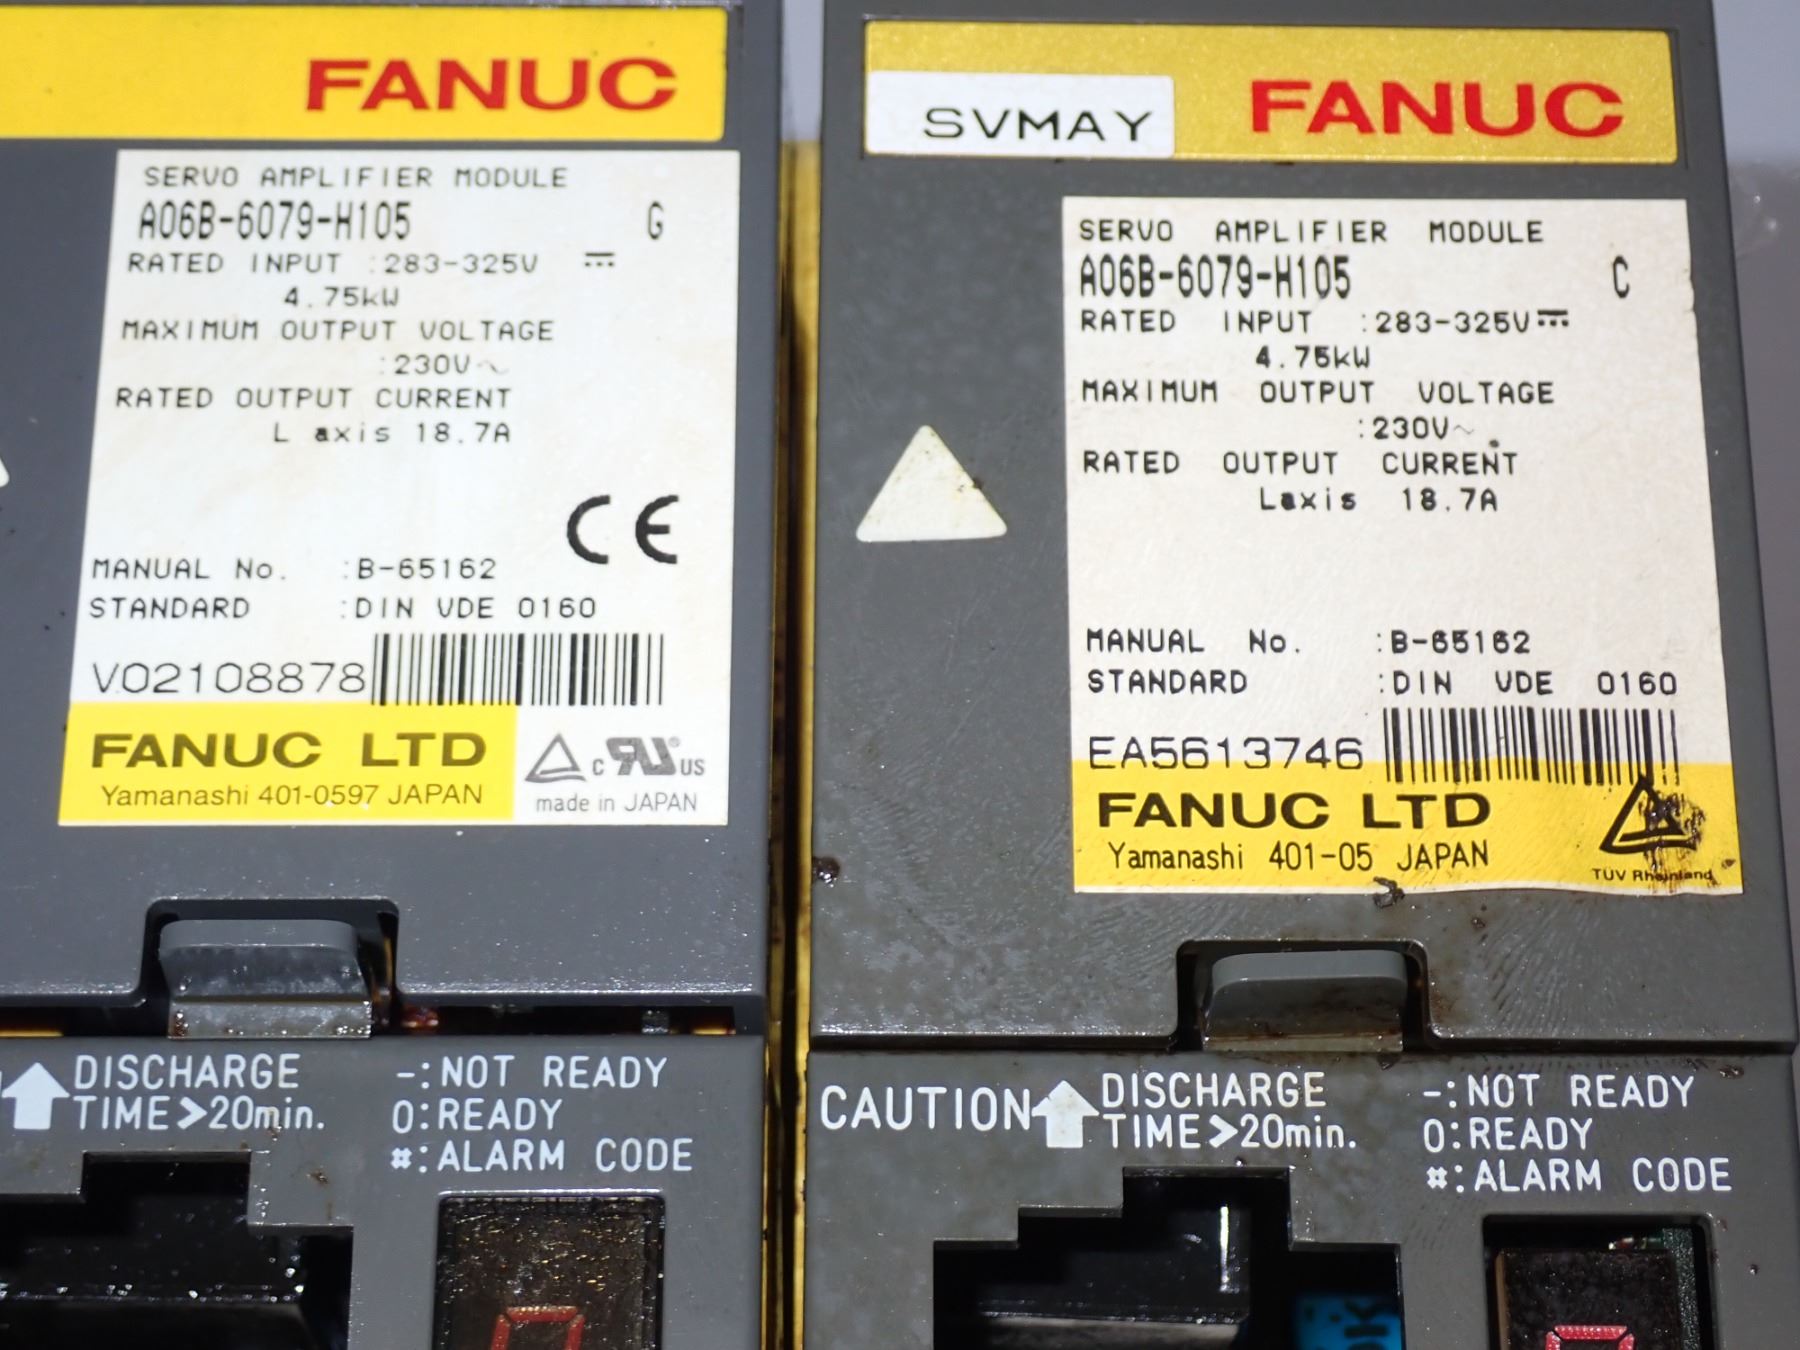 FANUC
SERVO AMPLIFIER MODULE
A06B-6079-H105 G
RATED INPUT :283-325V ⎓
4.75kW
MAXIMUM OUTPUT VOLTAGE
:230V~
RATED OUTPUT CURRENT
L axis 18.7A
CE
MANUAL No. :B-65162
STANDARD :DIN VDE 0160
V02108878
FANUC LTD
Yamanashi 401-0597 JAPAN
c RU US
made in JAPAN
DISCHARGE
TIME>20min.
-:NOT READY
0:READY
#:ALARM CODE
SVMAY
FANUC
SERVO AMPLIFIER MODULE
A06B-6079-H105 C
RATED INPUT :283-325V⎓
4.75kW
MAXIMUM OUTPUT VOLTAGE
:230V~
RATED OUTPUT CURRENT
Laxis 18.7A
MANUAL No. :B-65162
STANDARD :DIN VDE 0160
EA5613746
FANUC LTD
Yamanashi 401-05 JAPAN
TÜV Rheinland
CAUTION
DISCHARGE
TIME>20min.
-:NOT READY
0:READY
#:ALARM CODE